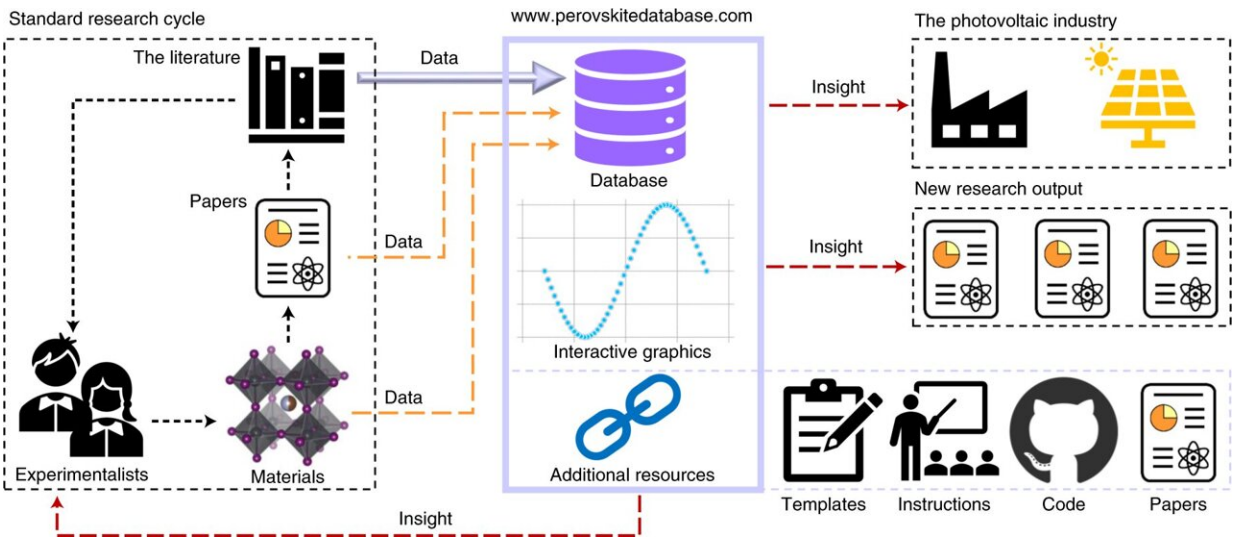 Standard research cycle
www.perovskitedatabase.com
The photovoltaic industry
The literature
Data
Insight
Database
New research output
Papers
Data
Insight
Interactive graphics
Data
Experimentalists
Materials
Additional resources
Templates
Instructions
Code
Papers
Insight